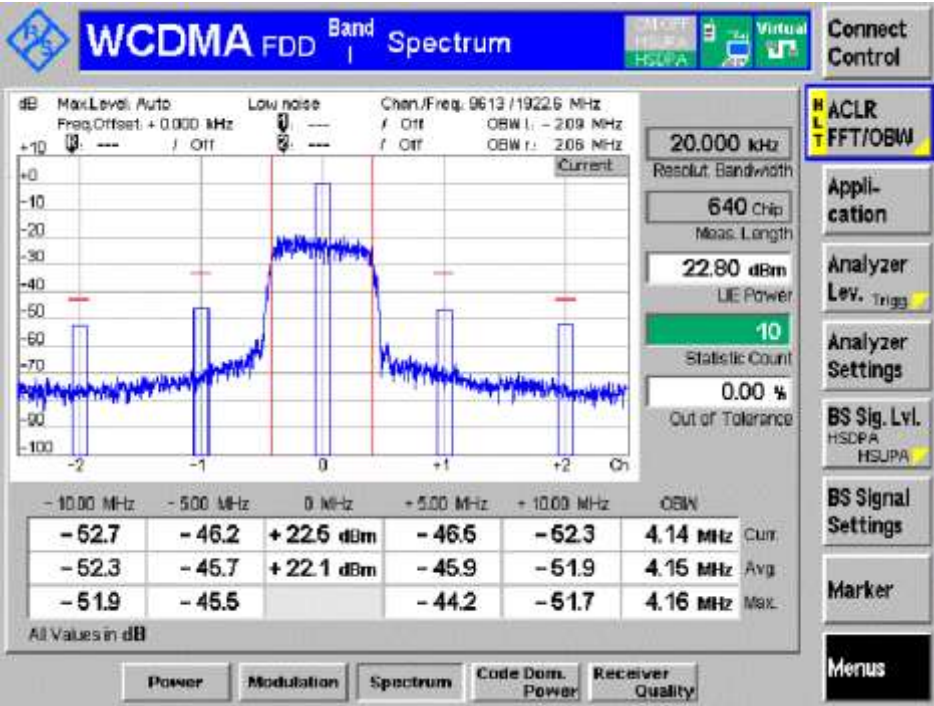 R&S
WCDMA FDD Band I Spectrum
HSDPA
Virtual
Connect Control
dB Max.Level: Auto Low noise Chan./Freq.: 9613 / 1922.6 MHz
Freq.Offset: + 0.000 kHz 1: --- / Off OBW l.: - 2.09 MHz
R: --- / Off 2: --- / Off OBW r.: 2.06 MHz
Current
+10
+0
-10
-20
-30
-40
-50
-60
-70
-90
-100
-2 -1 0 +1 +2 Ch
20.000 kHz
Resolut. Bandwidth
640 Chip
Meas. Length
22.80 dBm
UE Power
10
Statistic Count
0.00 %
Out of Tolerance
- 10.00 MHz - 5.00 MHz 0 MHz + 5.00 MHz + 10.00 MHz OBW
- 52.7 - 46.2 + 22.6 dBm - 46.6 - 52.3 4.14 MHz Curr.
- 52.3 - 45.7 + 22.1 dBm - 45.9 - 51.9 4.15 MHz Avg.
- 51.9 - 45.5 - 44.2 - 51.7 4.16 MHz Max.
All Values in dB
HLT
ACLR
FFT/OBW
Appli-
cation
Analyzer
Lev. Trigg.
Analyzer
Settings
BS Sig. Lvl.
HSDPA
HSUPA
BS Signal
Settings
Marker
Menus
Power Modulation Spectrum Code Dom. Power Receiver Quality